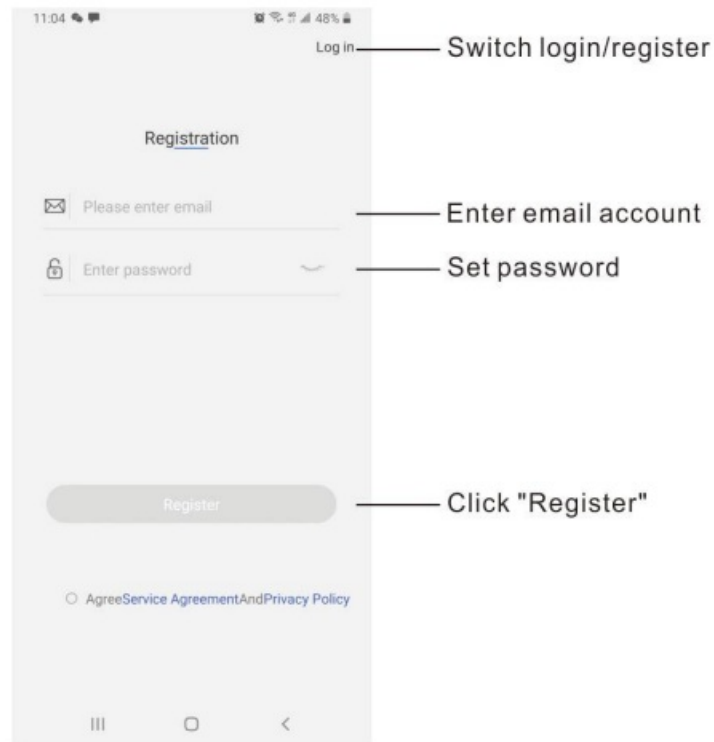 11:04 48%
Log in
Switch login/register
Registration
Please enter email
Enter email account
Enter password
Set password
Register
Click "Register"
AgreeService AgreementAndPrivacy Policy